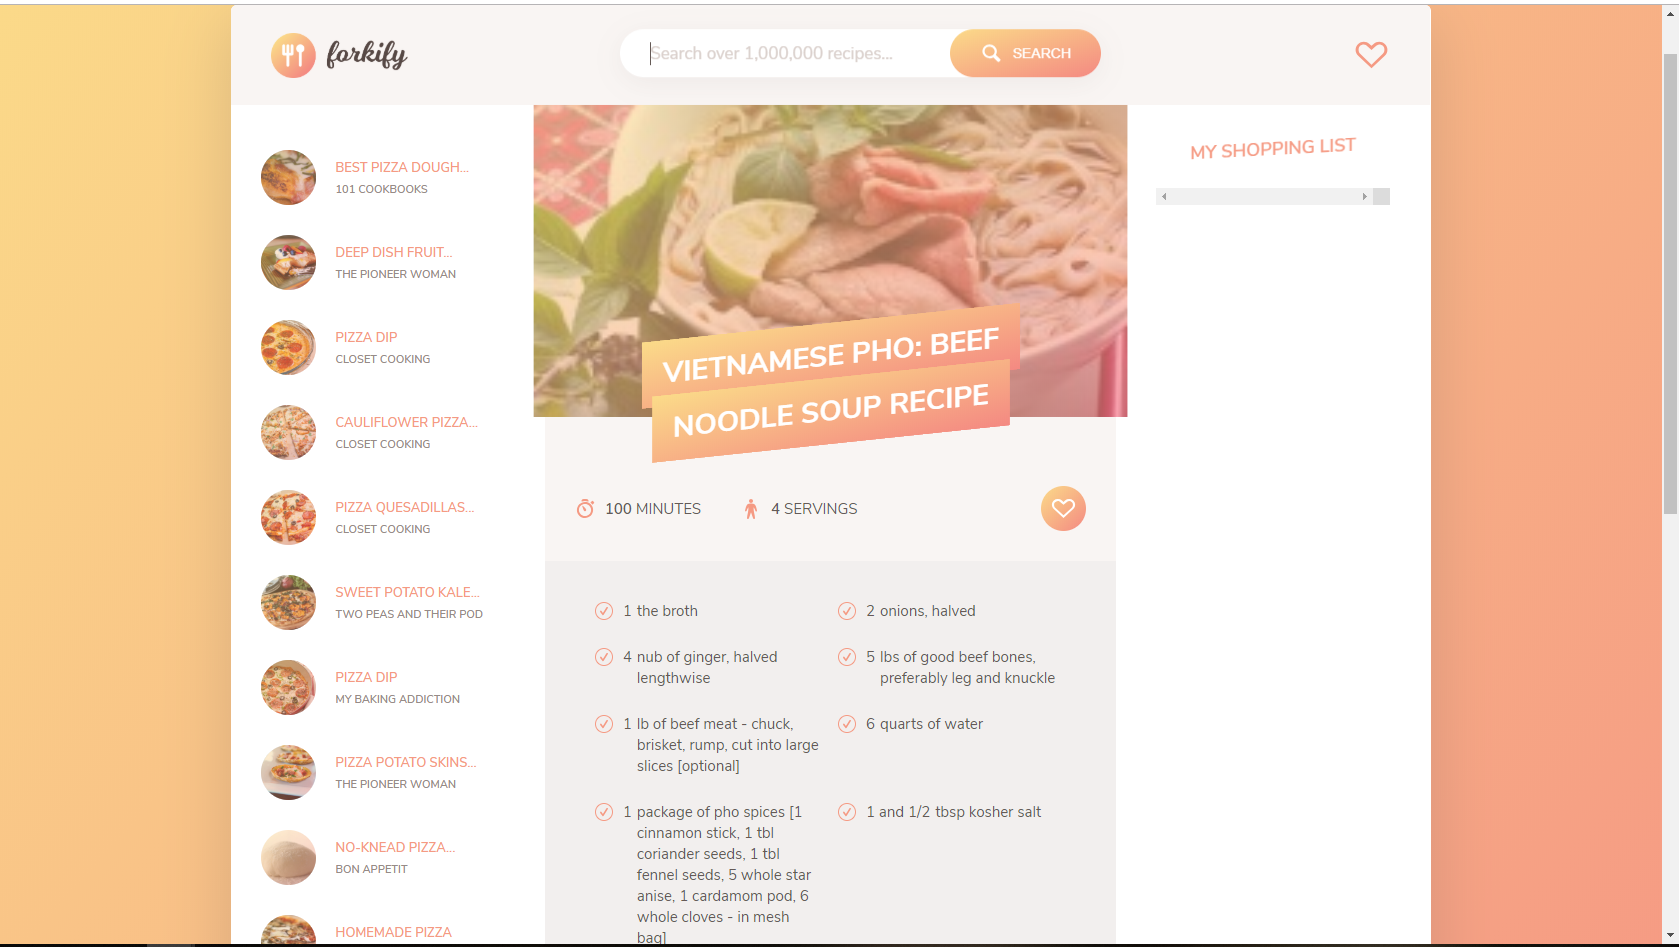 forkify
Search over 1,000,000 recipes...
SEARCH
BEST PIZZA DOUGH...
101 COOKBOOKS
DEEP DISH FRUIT...
THE PIONEER WOMAN
PIZZA DIP
CLOSET COOKING
CAULIFLOWER PIZZA...
CLOSET COOKING
PIZZA QUESADILLAS...
CLOSET COOKING
SWEET POTATO KALE...
TWO PEAS AND THEIR POD
PIZZA DIP
MY BAKING ADDICTION
PIZZA POTATO SKINS...
THE PIONEER WOMAN
NO-KNEAD PIZZA...
BON APPETIT
HOMEMADE PIZZA
VIETNAMESE PHO: BEEF
NOODLE SOUP RECIPE
100 MINUTES
4 SERVINGS
1 the broth
2 onions, halved
4 nub of ginger, halved
lengthwise
5 lbs of good beef bones,
preferably leg and knuckle
1 lb of beef meat - chuck,
brisket, rump, cut into large
slices [optional]
6 quarts of water
1 package of pho spices [1
cinnamon stick, 1 tbl
coriander seeds, 1 tbl
fennel seeds, 5 whole star
anise, 1 cardamom pod, 6
whole cloves - in mesh
bag]
1 and 1/2 tbsp kosher salt
MY SHOPPING LIST